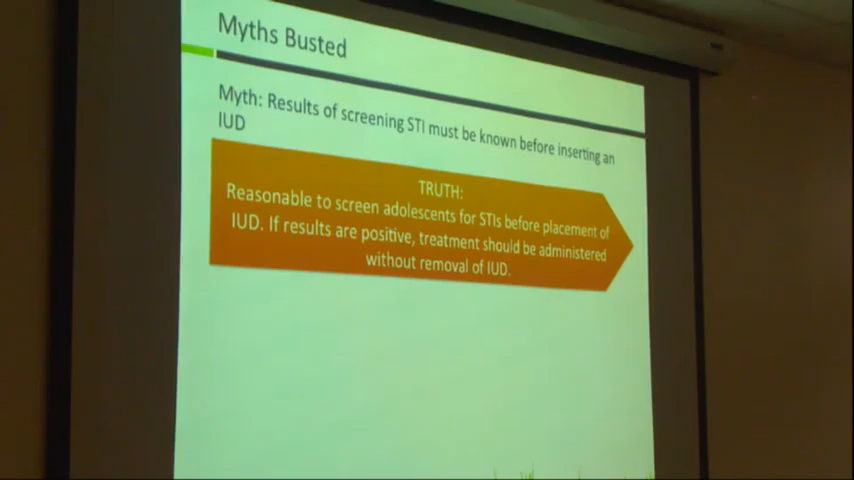 Myths Busted
Myth: Results of screening STI must be known before inserting an
IUD
TRUTH:
Reasonable to screen adolescents for STIs before placement of
IUD. If results are positive, treatment should be administered
without removal of IUD.